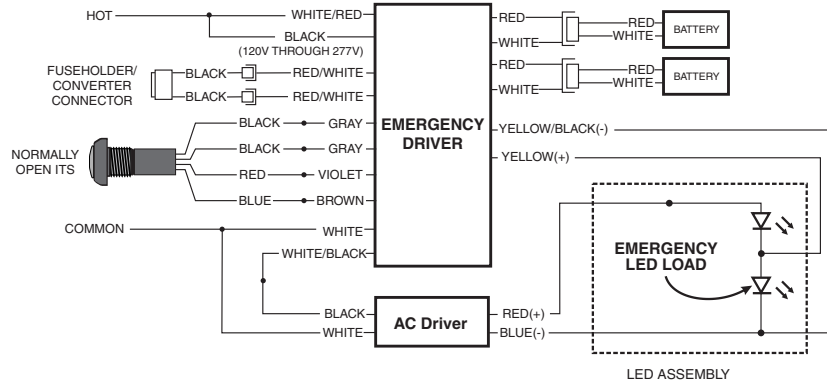 HOT
WHITE/RED
BLACK
(120V THROUGH 277V)
FUSEHOLDER/
CONVERTER
CONNECTOR
BLACK
RED/WHITE
BLACK
RED/WHITE
NORMALLY
OPEN ITS
BLACK
GRAY
BLACK
GRAY
RED
VIOLET
BLUE
BROWN
COMMON
WHITE
WHITE/BLACK
EMERGENCY
DRIVER
RED
WHITE
RED
WHITE
BATTERY
RED
WHITE
RED
WHITE
BATTERY
YELLOW/BLACK(-)
YELLOW(+)
BLACK
WHITE
AC Driver
RED(+)
BLUE(-)
EMERGENCY
LED LOAD
LED ASSEMBLY